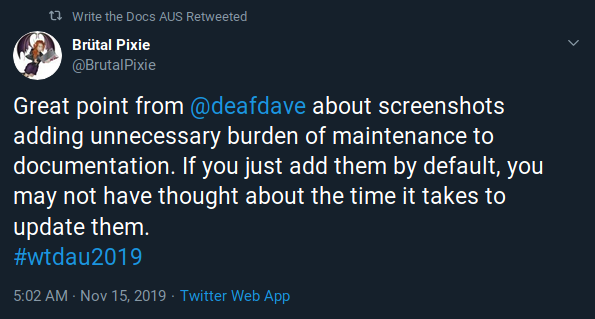 Write the Docs AUS Retweeted
Brütal Pixie
@BrutalPixie
Great point from @deafdave about screenshots
adding unnecessary burden of maintenance to
documentation. If you just add them by default, you
may not have thought about the time it takes to
update them.
#wtdau2019
5:02 AM · Nov 15, 2019 · Twitter Web App